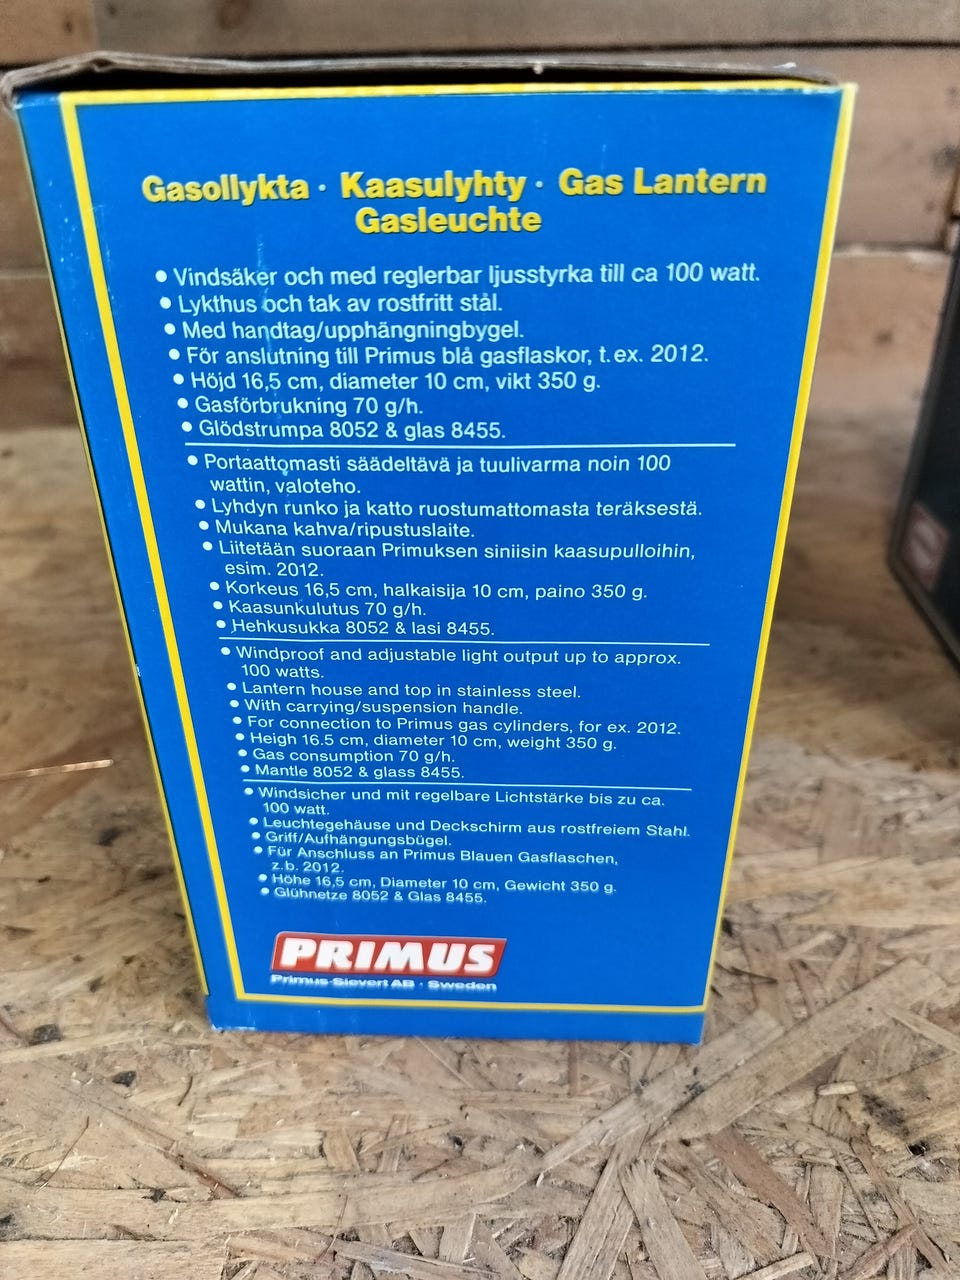 Gasollykta · Kaasulyhty · Gas Lantern
Gasleuchte
• Vindsäker och med reglerbar ljusstyrka till ca 100 watt.
• Lykthus och tak av rostfritt stål.
• Med handtag/upphängningbygel.
• För anslutning till Primus blå gasflaskor, t.ex. 2012.
• Höjd 16,5 cm, diameter 10 cm, vikt 350 g.
• Gasförbrukning 70 g/h.
• Glödstrumpa 8052 & glas 8455.
• Portaattomasti säädeltävä ja tuulivarma noin 100
wattin, valoteho.
• Lyhdyn runko ja katto ruostumattomasta teräksestä.
• Mukana kahva/ripustuslaite.
• Liitetään suoraan Primuksen siniisin kaasupulloihin,
esim. 2012.
• Korkeus 16,5 cm, halkaisija 10 cm, paino 350 g.
• Kaasunkulutus 70 g/h.
• Hehkusukka 8052 & lasi 8455.
• Windproof and adjustable light output up to approx.
100 watts.
• Lantern house and top in stainless steel.
• With carrying/suspension handle.
• For connection to Primus gas cylinders, for ex. 2012.
• Heigh 16.5 cm, diameter 10 cm, weight 350 g.
• Gas consumption 70 g/h.
• Mantle 8052 & glass 8455.
• Windsicher und mit regelbare Lichtstärke bis zu ca.
100 watt.
• Leuchtegehäuse und Deckschirm aus rostfreiem Stahl.
• Griff/Aufhängungsbügel.
• Für Anschluss an Primus Blauen Gasflaschen,
z.b. 2012.
• Höhe 16,5 cm, Diameter 10 cm, Gewicht 350 g.
• Glühnetze 8052 & Glas 8455.
PRIMUS
Primus-Sievert AB · Sweden